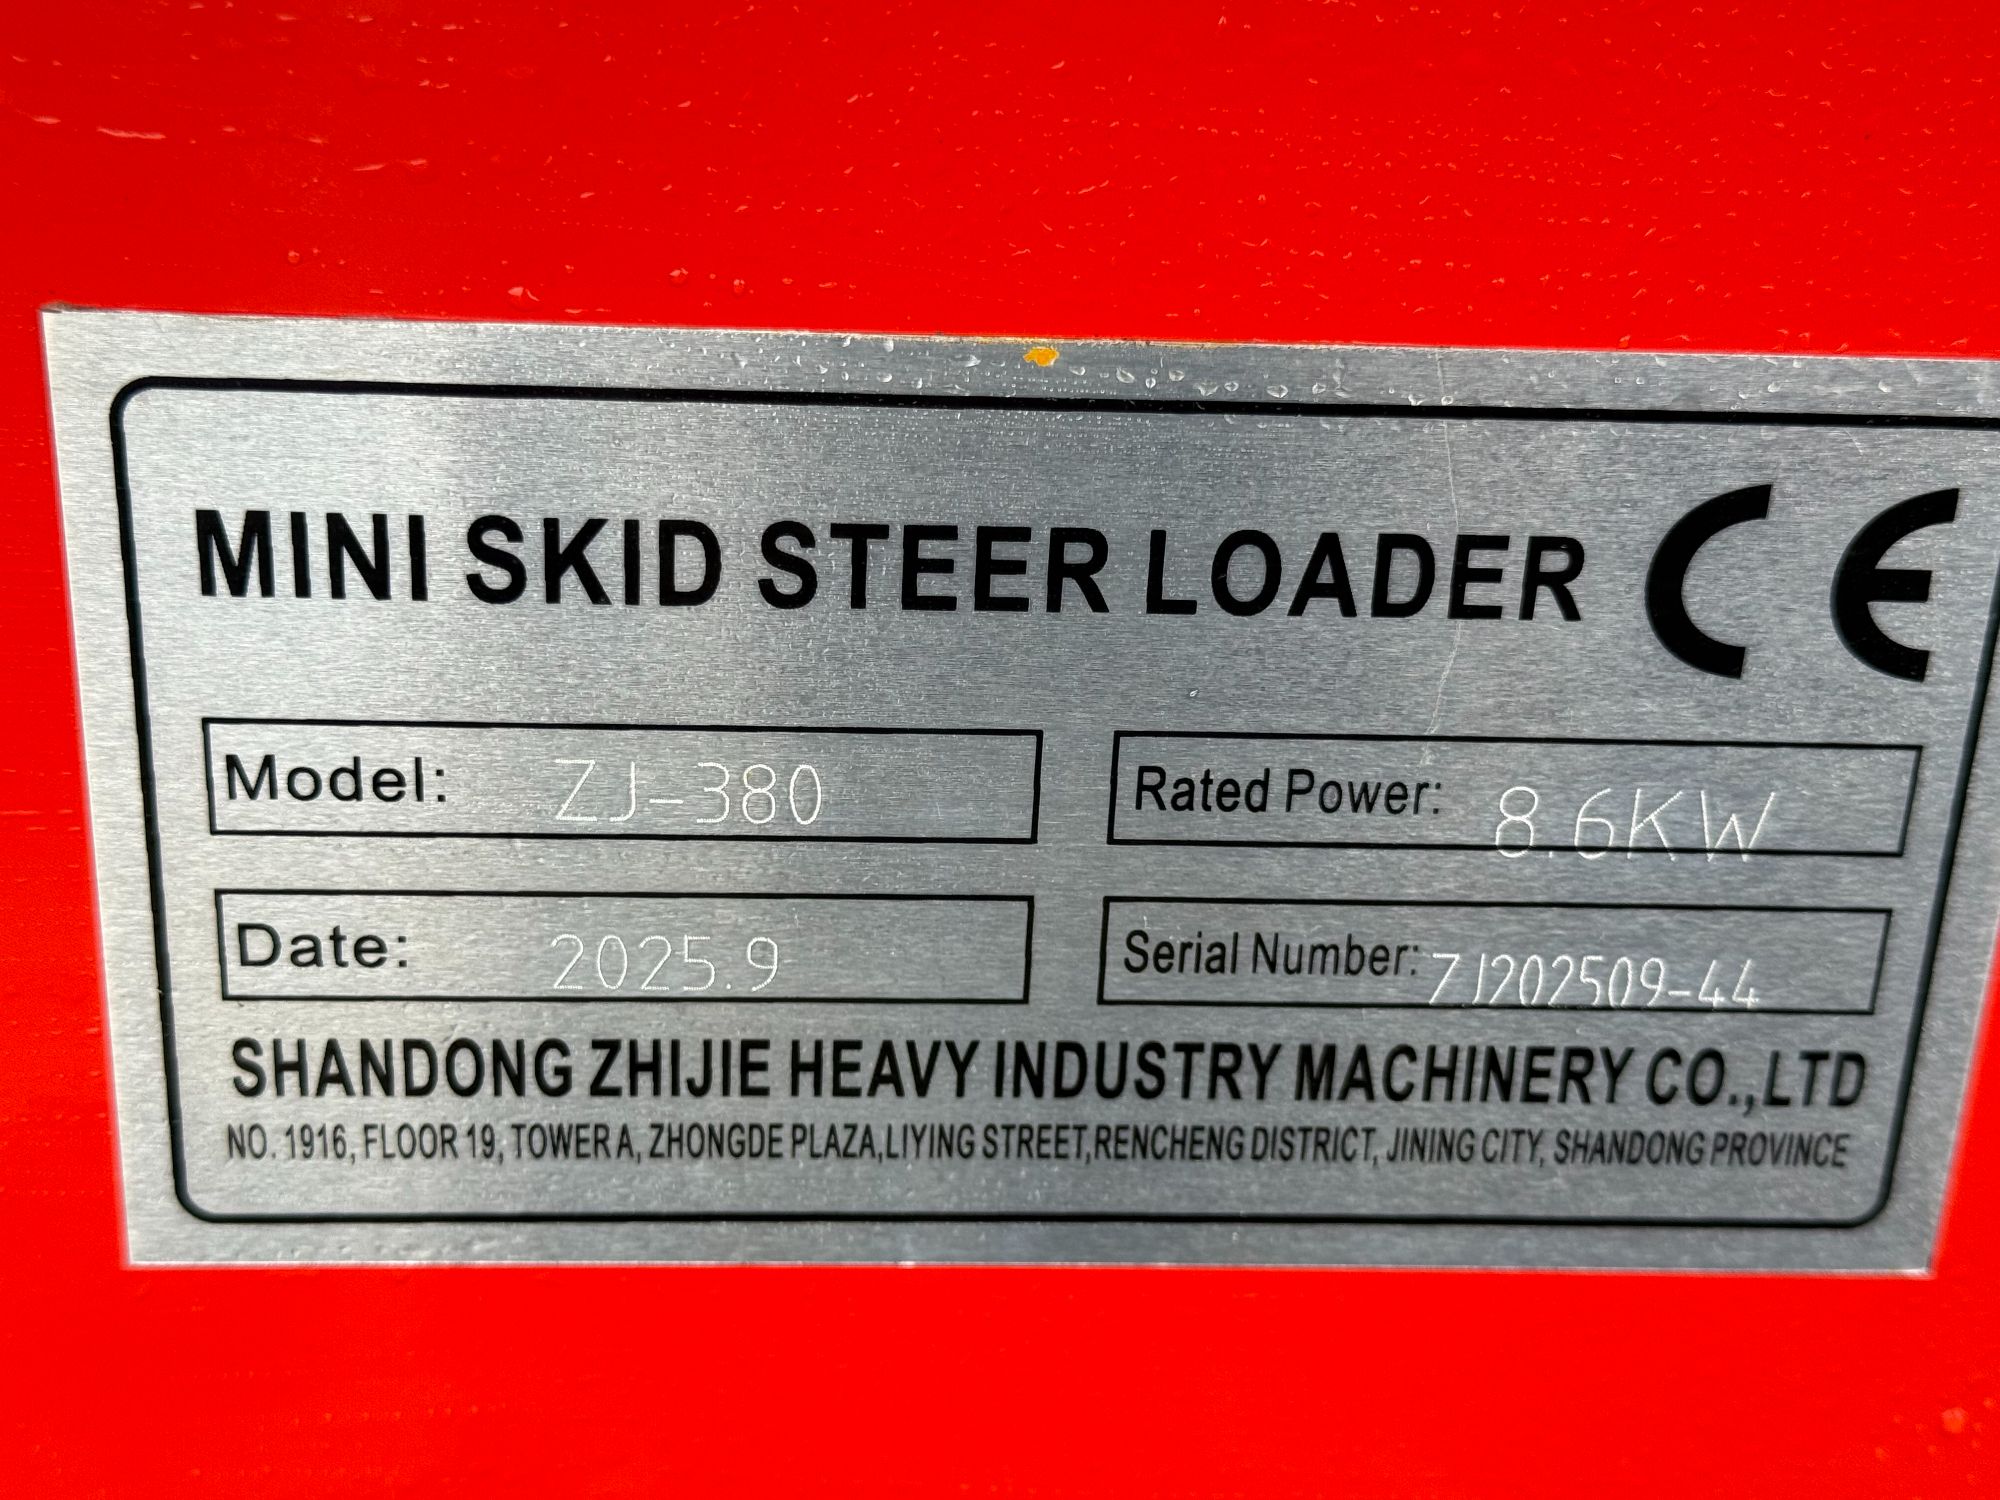 MINI SKID STEER LOADER CE
Model: ZJ-380
Rated Power: 8.6KW
Date: 2025.9
Serial Number: ZJ202509-44
SHANDONG ZHIJIE HEAVY INDUSTRY MACHINERY CO.,LTD
NO. 1916, FLOOR 19, TOWER A, ZHONGDE PLAZA,LIYING STREET,RENCHENG DISTRICT, JINING CITY, SHANDONG PROVINCE